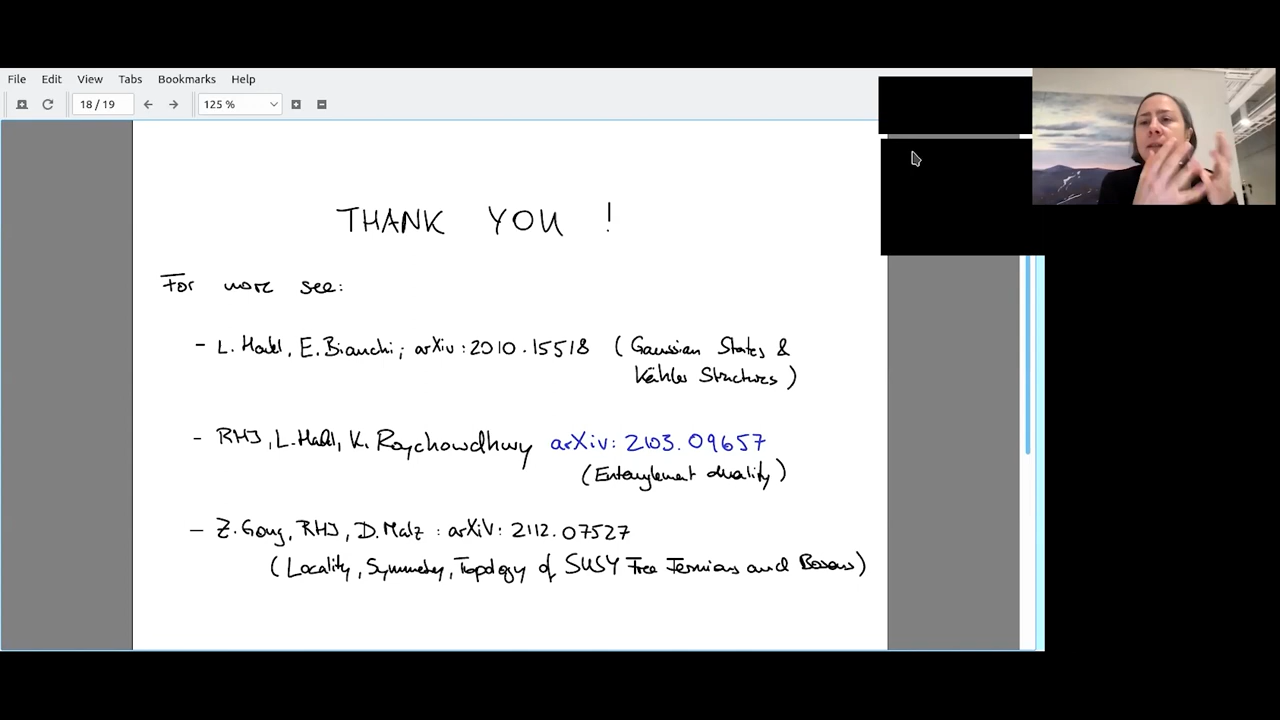 File Edit View Tabs Bookmarks Help
18 / 19
125 %
THANK YOU !
For more see:
- L. Hackl, E. Bianchi; arXiv: 2010.15518 (Gaussian States &
Kähler Structures)
- RHJ, L. Hackl, K. Raychowdhury arXiv: 2103.09657
(Entanglement duality)
- Z. Gong, RHJ, D. Malz : arXiV: 2112.07527
(Locality, Symmetry, Topology of SUSY Free Fermions and Bosons)